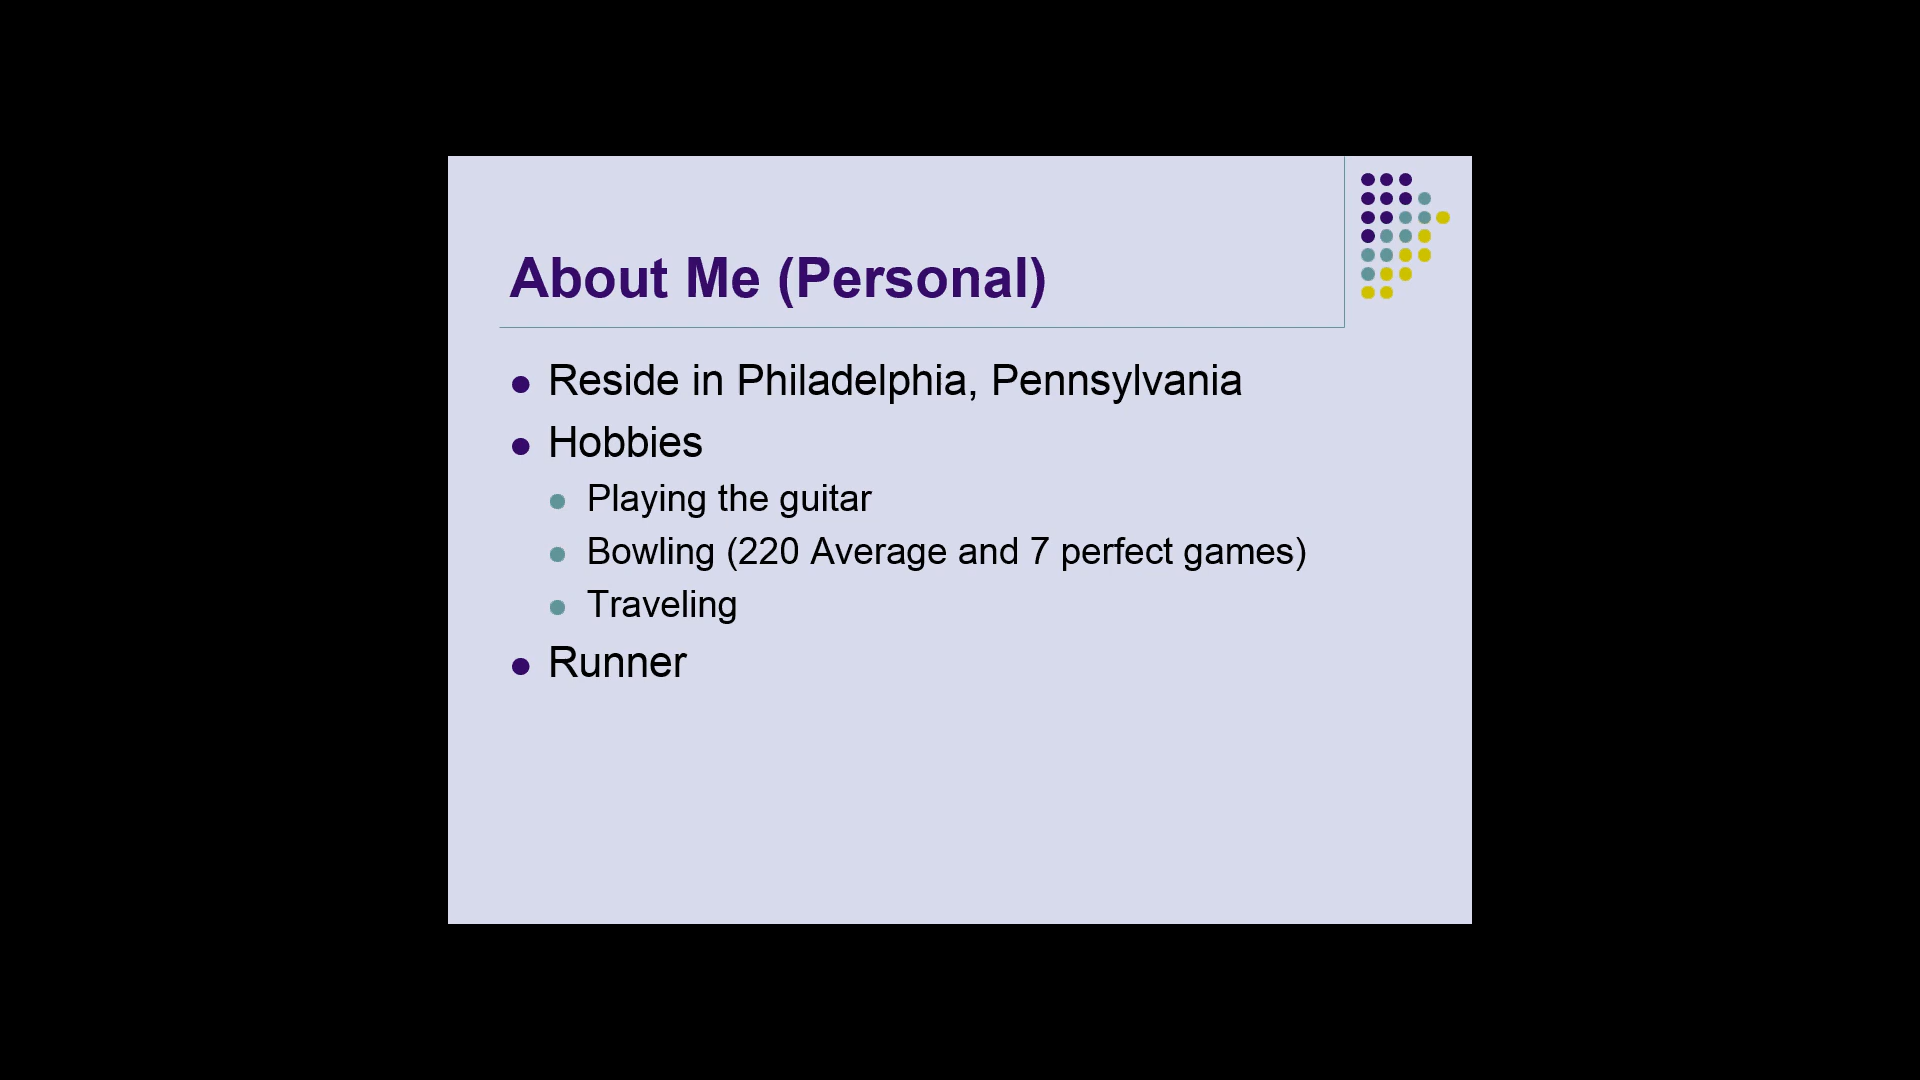 About Me (Personal)
Reside in Philadelphia, Pennsylvania
Hobbies
Playing the guitar
Bowling (220 Average and 7 perfect games)
Traveling
Runner